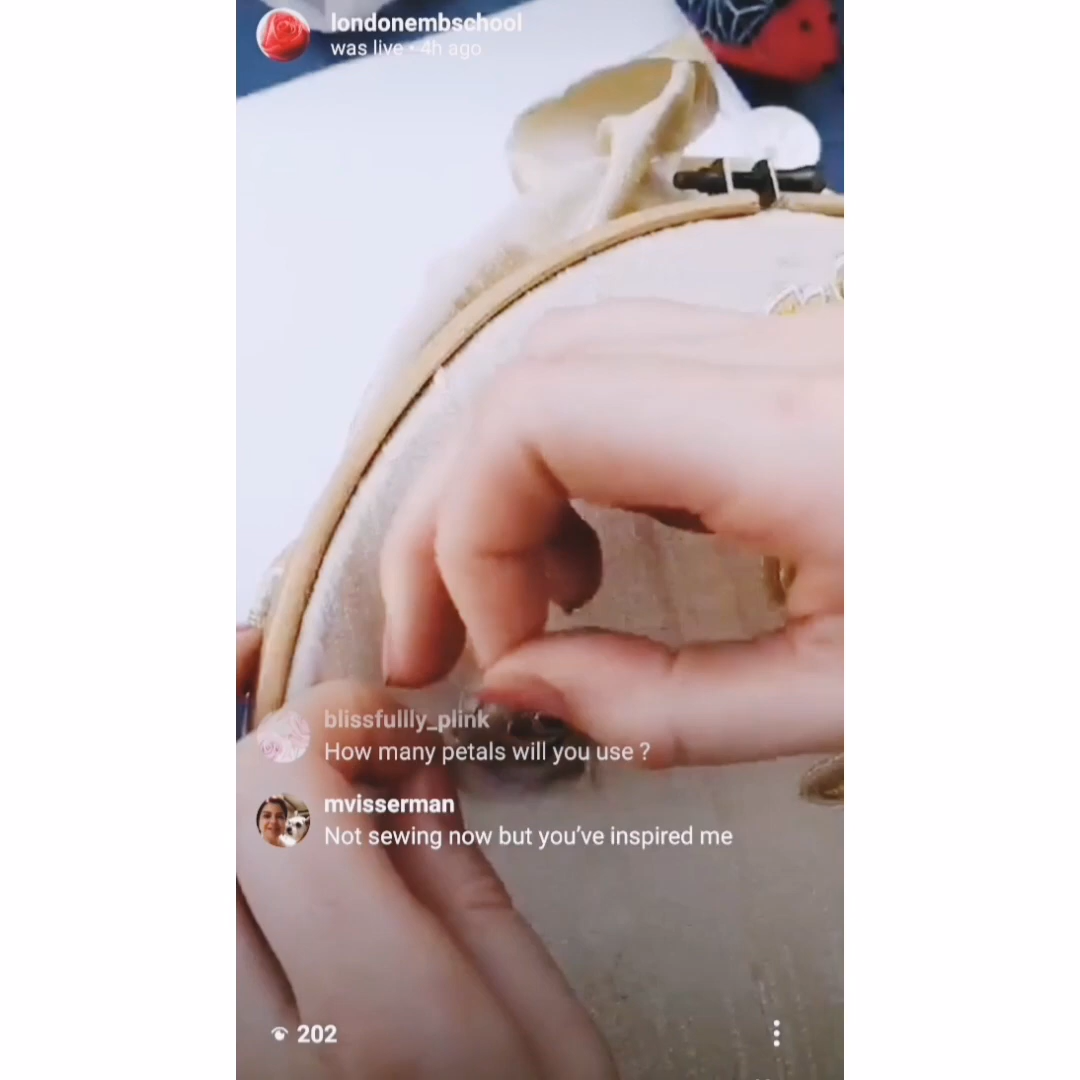 londonembschool
was live • 4h ago
blissfullly_plink
How many petals will you use ?
mvisserman
Not sewing now but you’ve inspired me
202